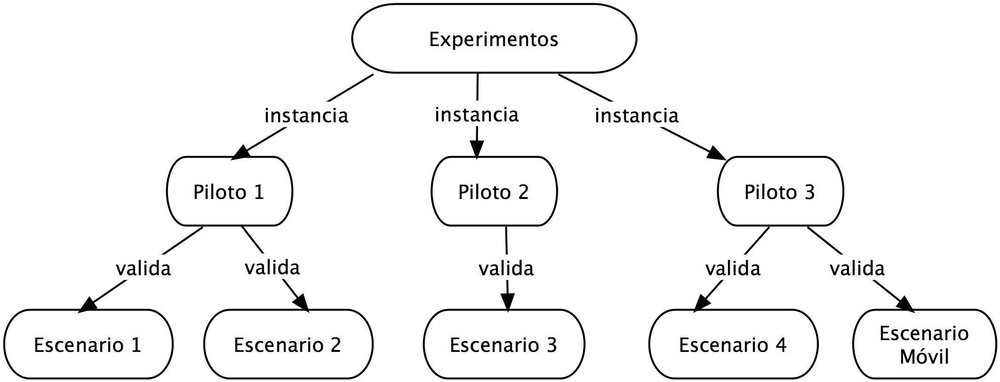 Experimentos
instancia
instancia
instancia
Piloto 1
Piloto 2
Piloto 3
valida
valida
valida
valida
valida
Escenario 1
Escenario 2
Escenario 3
Escenario 4
Escenario
Móvil